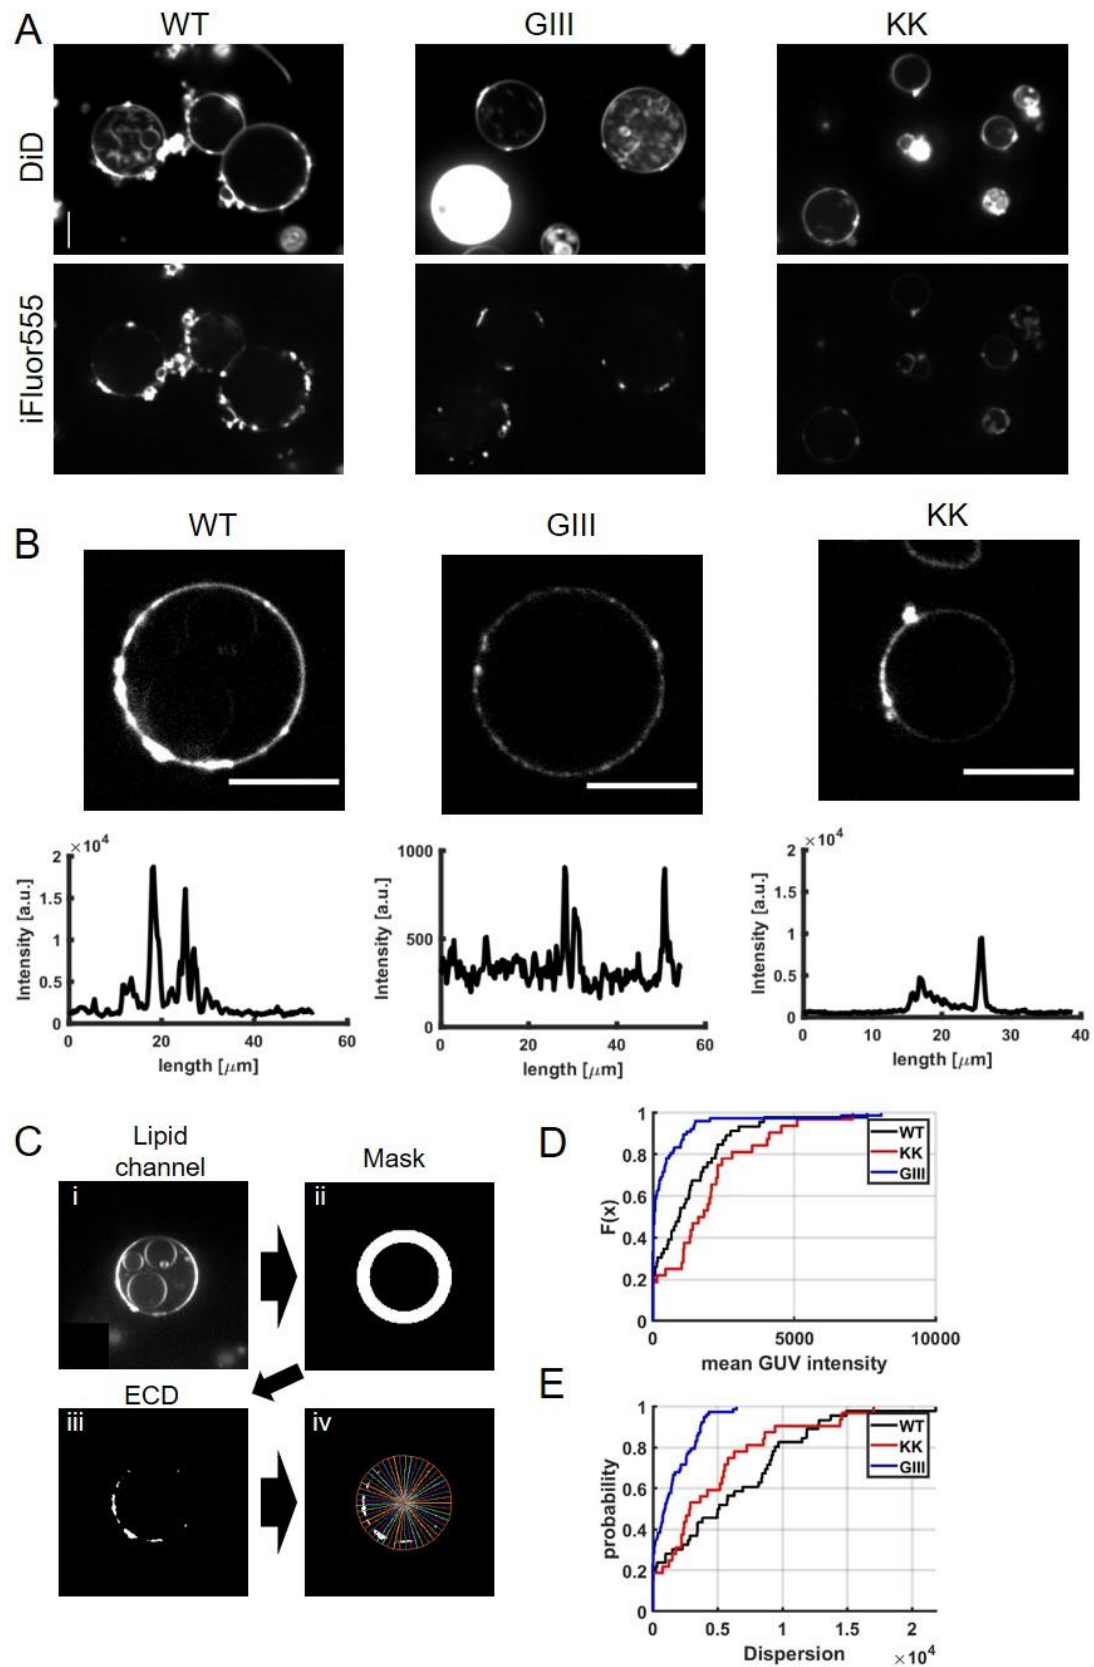 A
WT
GIII
KK
DiD
iFluor555
B
WT
GIII
KK
×10⁴
2
1.5
1
0.5
0
Intensity [a.u.]
0
20
40
60
length [μm]
1000
500
0
Intensity [a.u.]
0
20
40
60
length [μm]
×10⁴
2
1.5
1
0.5
0
Intensity [a.u.]
0
10
20
30
40
length [μm]
C
Lipid
channel
Mask
i
ii
ECD
iii
iv
D
1
0.8
0.6
0.4
0.2
0
F(x)
WT
KK
GIII
0
5000
10000
mean GUV intensity
E
1
0.8
0.6
0.4
0.2
0
probability
WT
KK
GIII
0
0.5
1
1.5
2
Dispersion
×10⁴